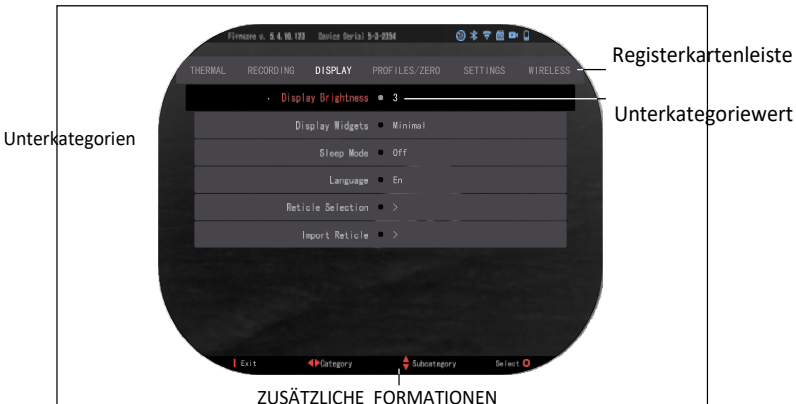 Firmware v. 5.4.10.123 Device Serial 5-3-2354
THERMAL RECORDING DISPLAY PROFILES/ZERO SETTINGS WIRELESS
Registerkartenleiste
Display Brightness 3
Unterkategoriewert
Display Widgets Minimal
Unterkategorien
Sleep Mode Off
Language En
Reticle Selection >
Import Reticle >
Exit Category Subcategory Select
ZUSÄTZLICHE FORMATIONEN